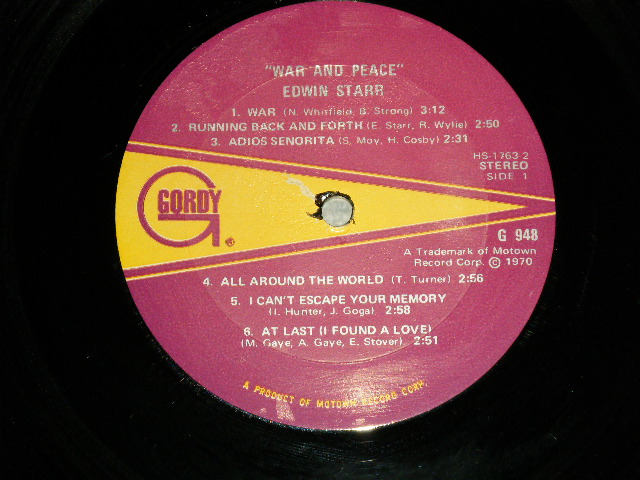 "WAR AND PEACE"
EDWIN STARR
1. WAR (N. Whitfield, B. Strong) 3:12
2. RUNNING BACK AND FORTH (E. Starr, R. Wylie) 2:50
3. ADIOS SENORITA (S. Moy, H. Cosby) 2:31
HS-1763-2
STEREO
SIDE 1
GORDY
G 948
A Trademark of Motown
Record Corp. © 1970
4. ALL AROUND THE WORLD (T. Turner) 2:56
5. I CAN'T ESCAPE YOUR MEMORY
(I. Hunter, J. Goga) 2:58
6. AT LAST (I FOUND A LOVE)
(M. Gaye, A. Gaye, E. Stover) 2:51
A PRODUCT OF MOTOWN RECORD CORP.